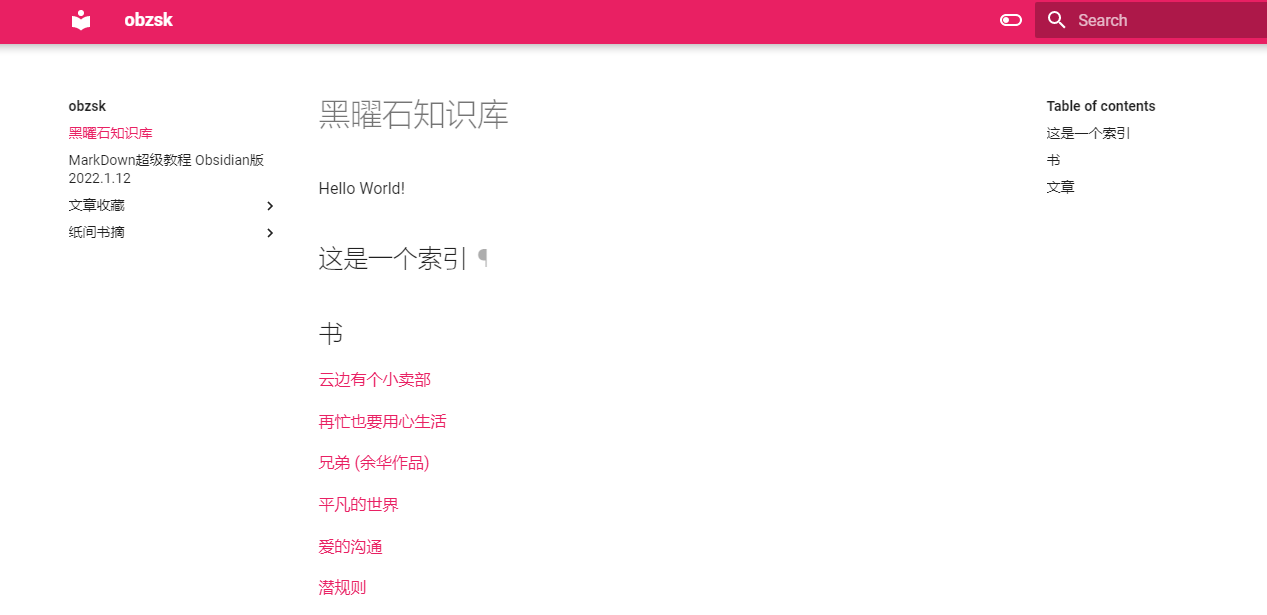 obzsk
Search
obzsk
黑曜石知识库
MarkDown超级教程 Obsidian版
2022.1.12
文章收藏
纸间书摘
黑曜石知识库
Hello World!
这是一个索引 ¶
书
云边有个小卖部
再忙也要用心生活
兄弟 (余华作品)
平凡的世界
爱的沟通
潜规则
Table of contents
这是一个索引
书
文章